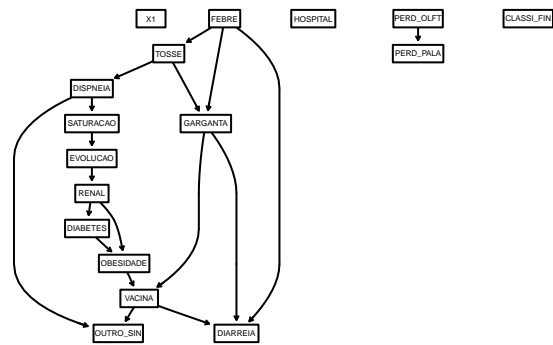 X1 FEBRE HOSPITAL PERD_OLFT CLASSI_FIN
TOSSE PERD_PALA
DISPNEIA
SATURACAO GARGANTA
EVOLUCAO
RENAL
DIABETES
OBESIDADE
VACINA
OUTRO_SIN DIARREIA